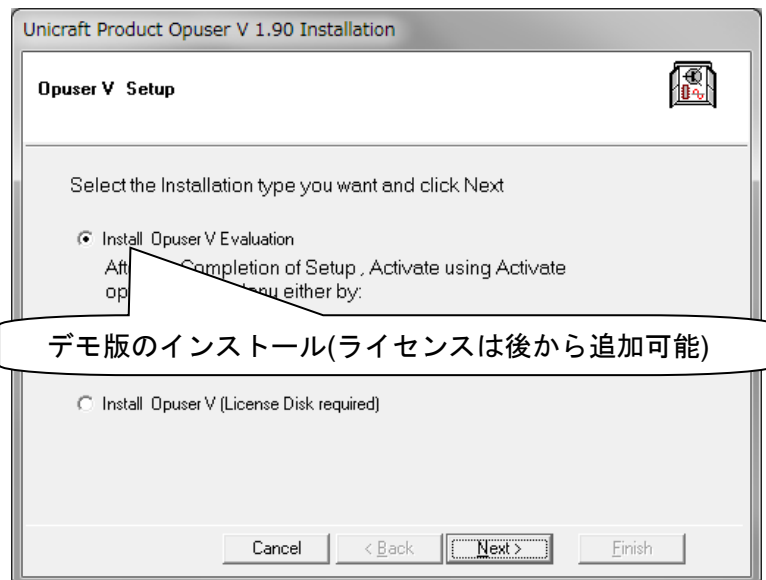 Unicraft Product Opuser V 1.90 Installation
Opuser V Setup
Select the Installation type you want and click Next
Install Opuser V Evaluation
Completion of Setup , Activate using Activate
either by:
デモ版のインストール(ライセンスは後から追加可能)
Install Opuser V (License Disk required)
Cancel
< Back
Next >
Finish